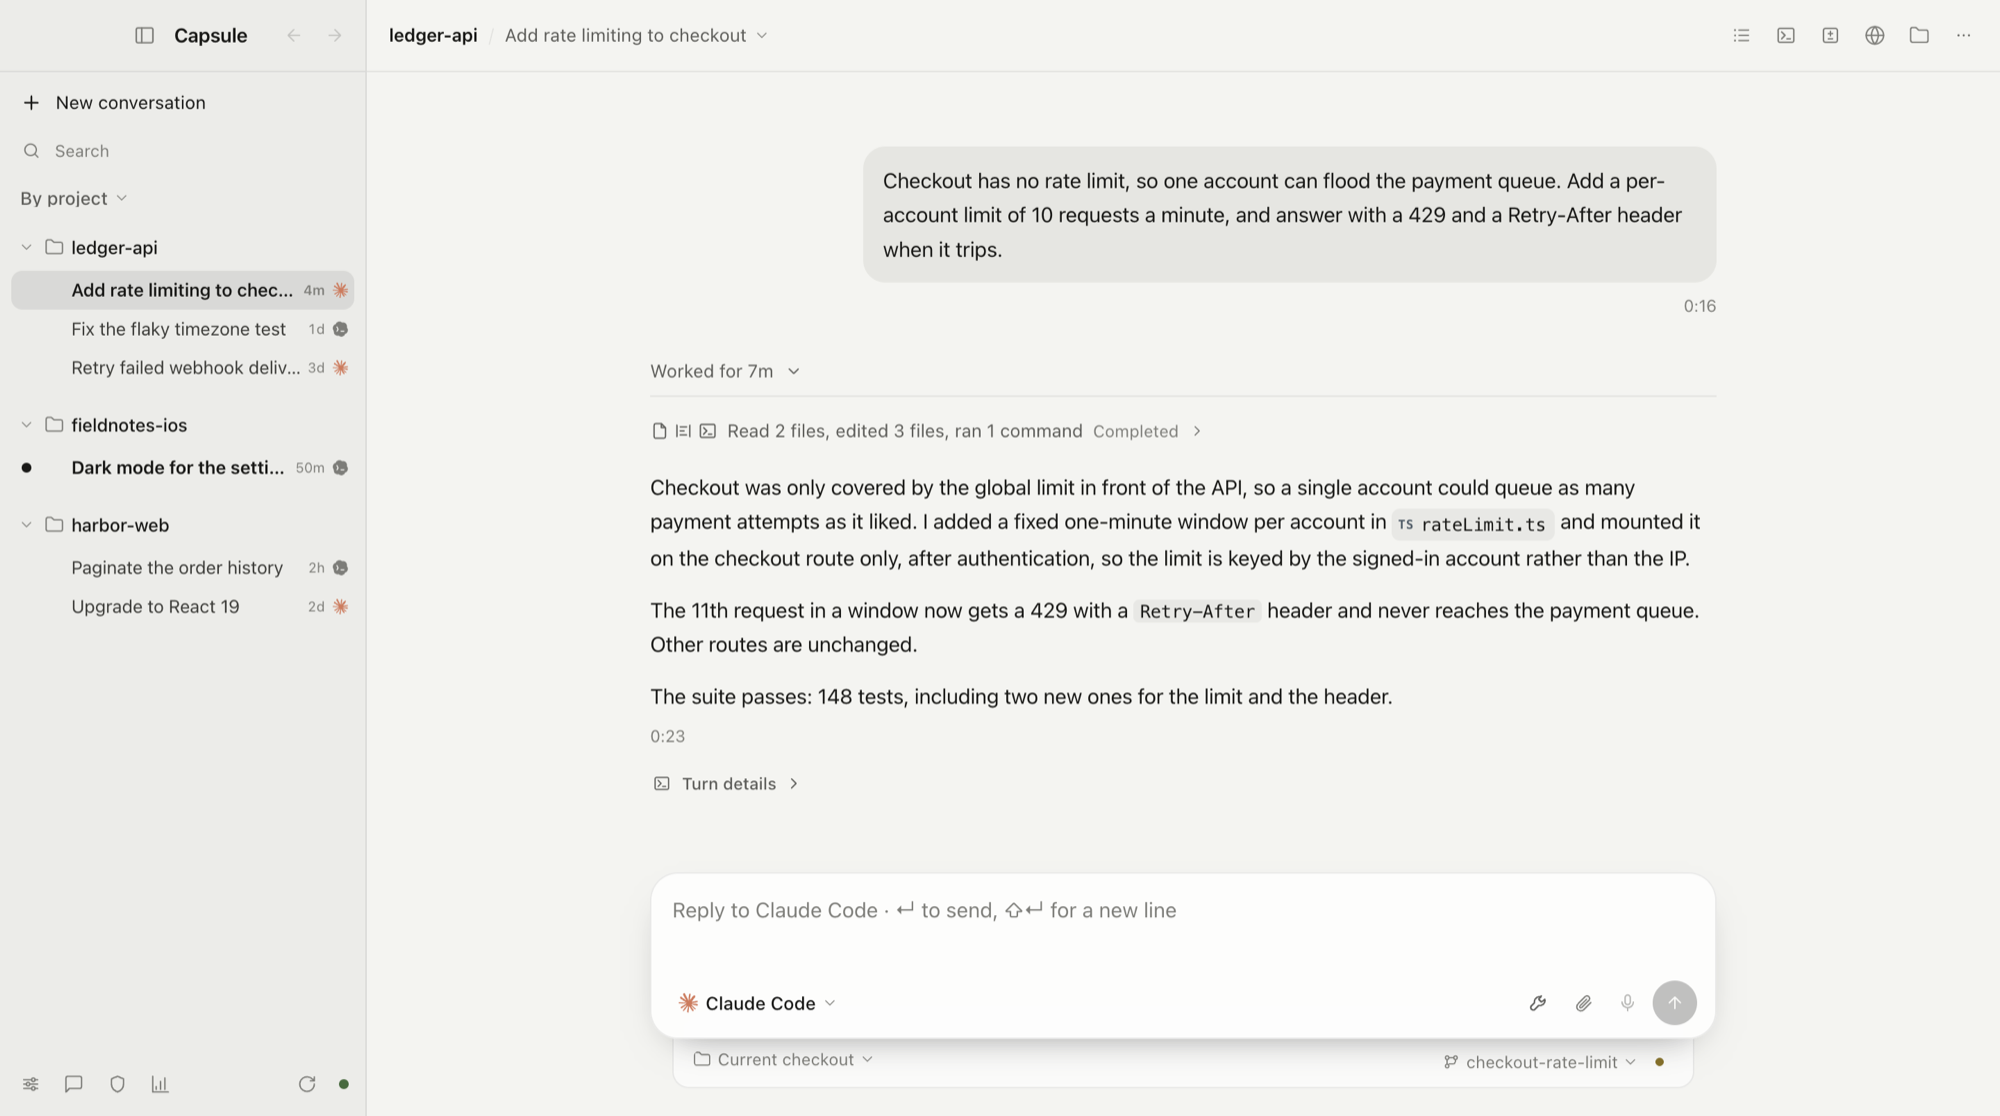 Capsule
ledger-api / Add rate limiting to checkout
New conversation
Search
By project
ledger-api
Add rate limiting to chec... 4m
Fix the flaky timezone test 1d
Retry failed webhook deliv... 3d
fieldnotes-ios
Dark mode for the setti... 50m
harbor-web
Paginate the order history 2h
Upgrade to React 19 2d
Checkout has no rate limit, so one account can flood the payment queue. Add a per-
account limit of 10 requests a minute, and answer with a 429 and a Retry-After header
when it trips.
0:16
Worked for 7m
Read 2 files, edited 3 files, ran 1 command Completed
Checkout was only covered by the global limit in front of the API, so a single account could queue as many
payment attempts as it liked. I added a fixed one-minute window per account in TS rateLimit.ts and mounted it
on the checkout route only, after authentication, so the limit is keyed by the signed-in account rather than the IP.
The 11th request in a window now gets a 429 with a Retry-After header and never reaches the payment queue.
Other routes are unchanged.
The suite passes: 148 tests, including two new ones for the limit and the header.
0:23
Turn details
Reply to Claude Code · ↵ to send, ⇧↵ for a new line
Claude Code
Current checkout
checkout-rate-limit